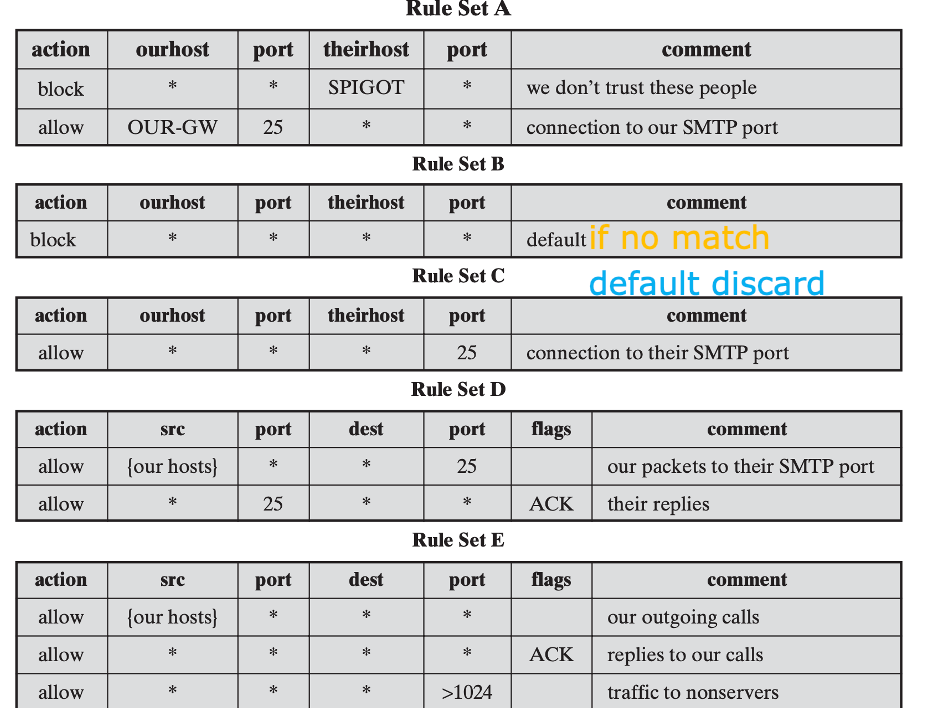 Rule Set A
action ourhost port theirhost port comment
block * * SPIGOT * we don’t trust these people
allow OUR-GW 25 * * connection to our SMTP port
Rule Set B
action ourhost port theirhost port comment
block * * * * default if no match
Rule Set C default discard
action ourhost port theirhost port comment
allow * * * 25 connection to their SMTP port
Rule Set D
action src port dest port flags comment
allow {our hosts} * * 25 our packets to their SMTP port
allow * 25 * * ACK their replies
Rule Set E
action src port dest port flags comment
allow {our hosts} * * * our outgoing calls
allow * * * * ACK replies to our calls
allow * * * >1024 traffic to nonservers